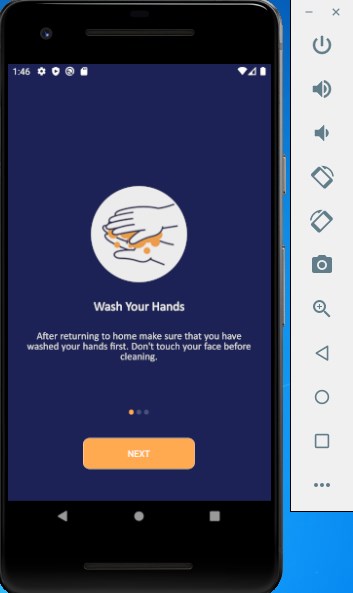 1:46
Wash Your Hands
After returning to home make sure that you have
washed your hands first. Don't touch your face before
cleaning.
NEXT